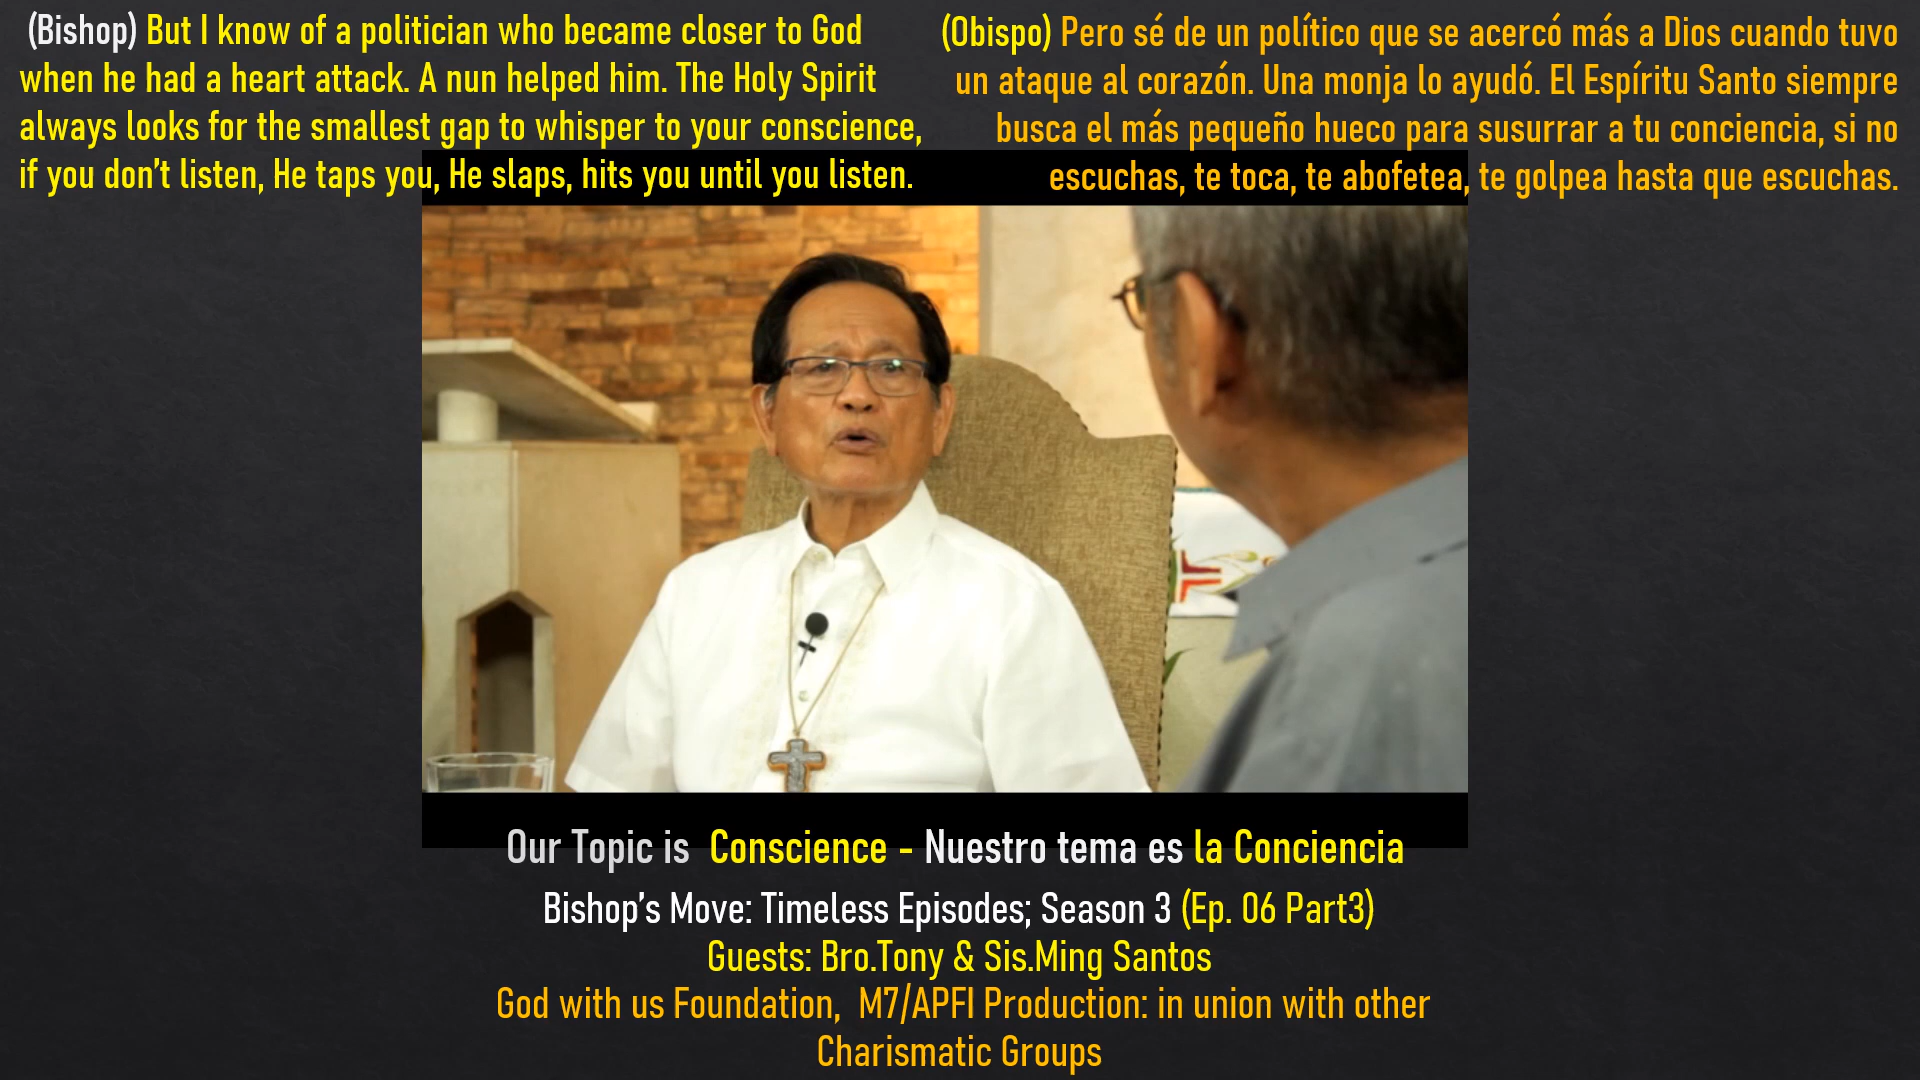 (Bishop) But I know of a politician who became closer to God
when he had a heart attack. A nun helped him. The Holy Spirit
always looks for the smallest gap to whisper to your conscience,
if you don’t listen, He taps you, He slaps, hits you until you listen.
(Obispo) Pero sé de un político que se acercó más a Dios cuando tuvo
un ataque al corazón. Una monja lo ayudó. El Espíritu Santo siempre
busca el más pequeño hueco para susurrar a tu conciencia, si no
escuchas, te toca, te abofetea, te golpea hasta que escuchas.
Our Topic is Conscience - Nuestro tema es la Conciencia
Bishop’s Move: Timeless Episodes; Season 3 (Ep. 06 Part3)
Guests: Bro.Tony & Sis.Ming Santos
God with us Foundation, M7/APFI Production: in union with other
Charismatic Groups